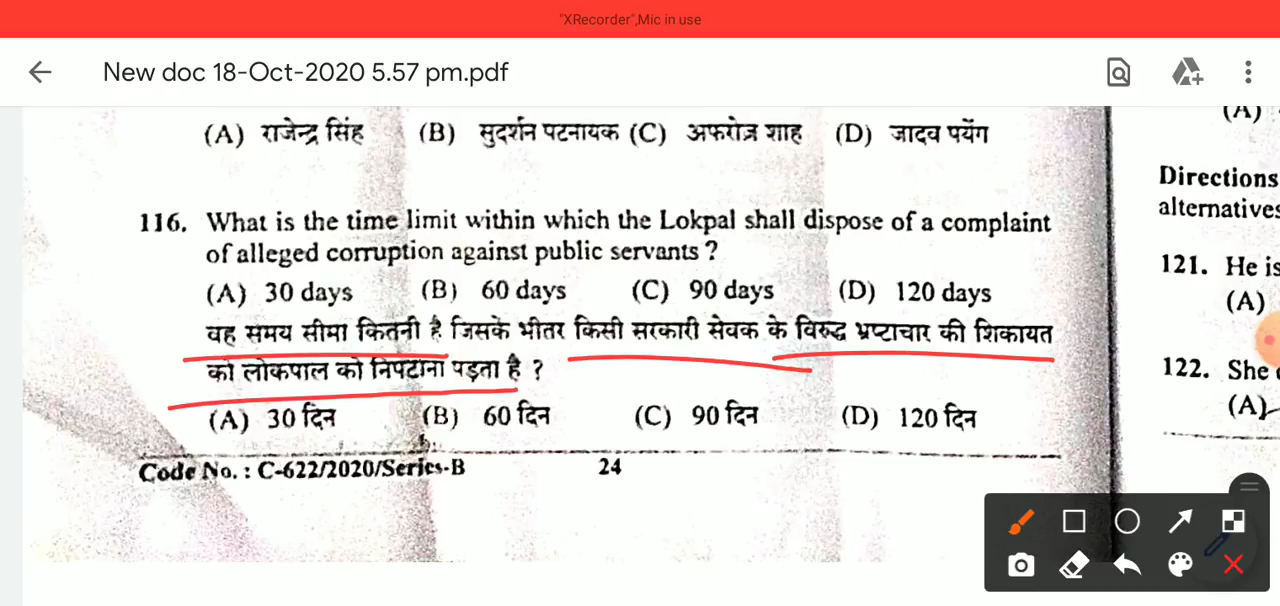 "XRecorder",Mic in use
New doc 18-Oct-2020 5.57 pm.pdf
(A) राजेन्द्र सिंह (B) सुदर्शन पटनायक (C) अफरोज़ शाह (D) जादव पयेंग
116. What is the time limit within which the Lokpal shall dispose of a complaint
of alleged corruption against public servants ?
(A) 30 days (B) 60 days (C) 90 days (D) 120 days
वह समय सीमा कितनी है जिसके भीतर किसी सरकारी सेवक के विरुद्ध भ्रष्टाचार की शिकायत
को लोकपाल को निपटाना पड़ता है ?
(A) 30 दिन (B) 60 दिन (C) 90 दिन (D) 120 दिन
Code No. : C-622/2020/Series-B 24
(A)
Directions
alternatives
121. He is
(A)
122. She
(A)